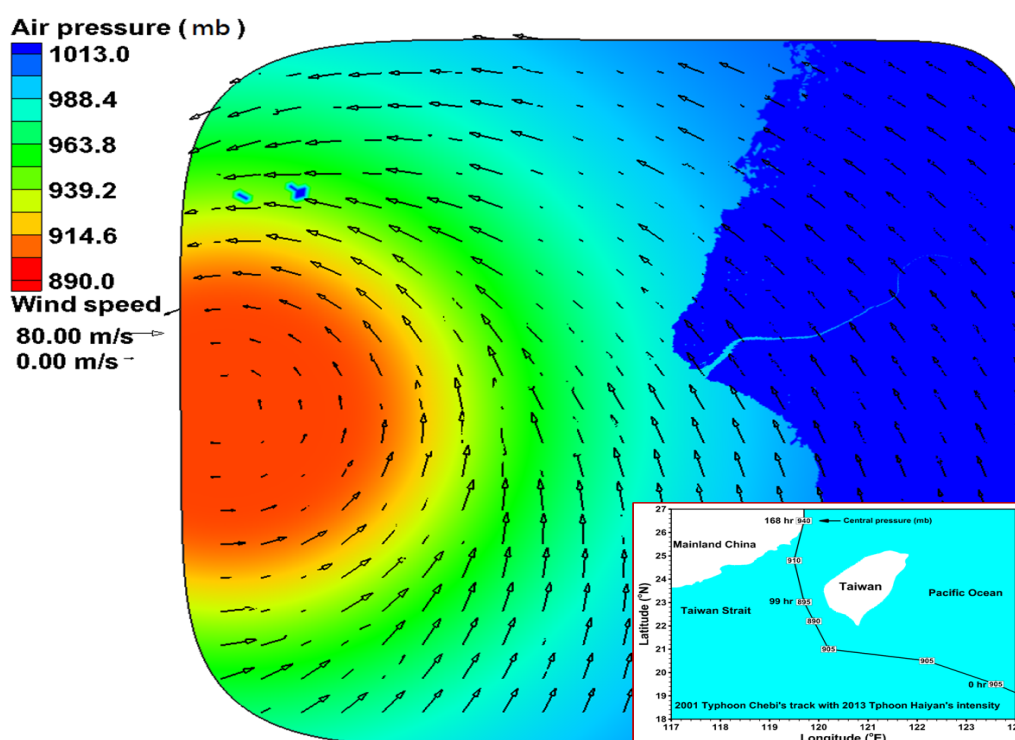 Air pressure ( mb )
1013.0
988.4
963.8
939.2
914.6
890.0
Wind speed
80.00 m/s
0.00 m/s
27
26
25
24
23
22
21
20
19
18
Latitude (°N)
168 hr 940 Central pressure (mb)
Mainland China
910
Taiwan
99 hr 895
Pacific Ocean
Taiwan Strait
890
905
905
0 hr 905
2001 Typhoon Chebi's track with 2013 Tphoon Haiyan's intensity
117 118 119 120 121 122 123
Longitude (°E)